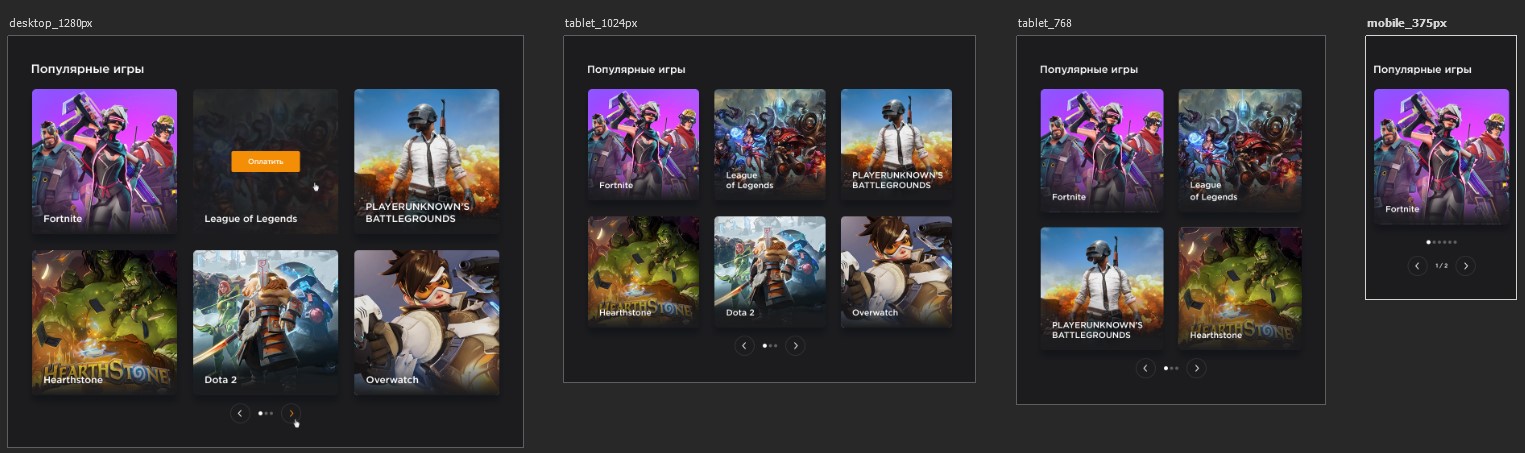 desktop_1280px
Популярные игры
Fortnite
Оплатить
League of Legends
PLAYERUNKNOWN'S
BATTLEGROUNDS
HEARTHSTONE
Hearthstone
Dota 2
Overwatch
tablet_1024px
Популярные игры
Fortnite
League
of Legends
PLAYERUNKNOWN'S
BATTLEGROUNDS
HEARTHSTONE
Hearthstone
Dota 2
Overwatch
tablet_768
Популярные игры
Fortnite
League
of Legends
PLAYERUNKNOWN'S
BATTLEGROUNDS
HEARTHSTONE
Hearthstone
mobile_375px
Популярные игры
Fortnite
1 / 2